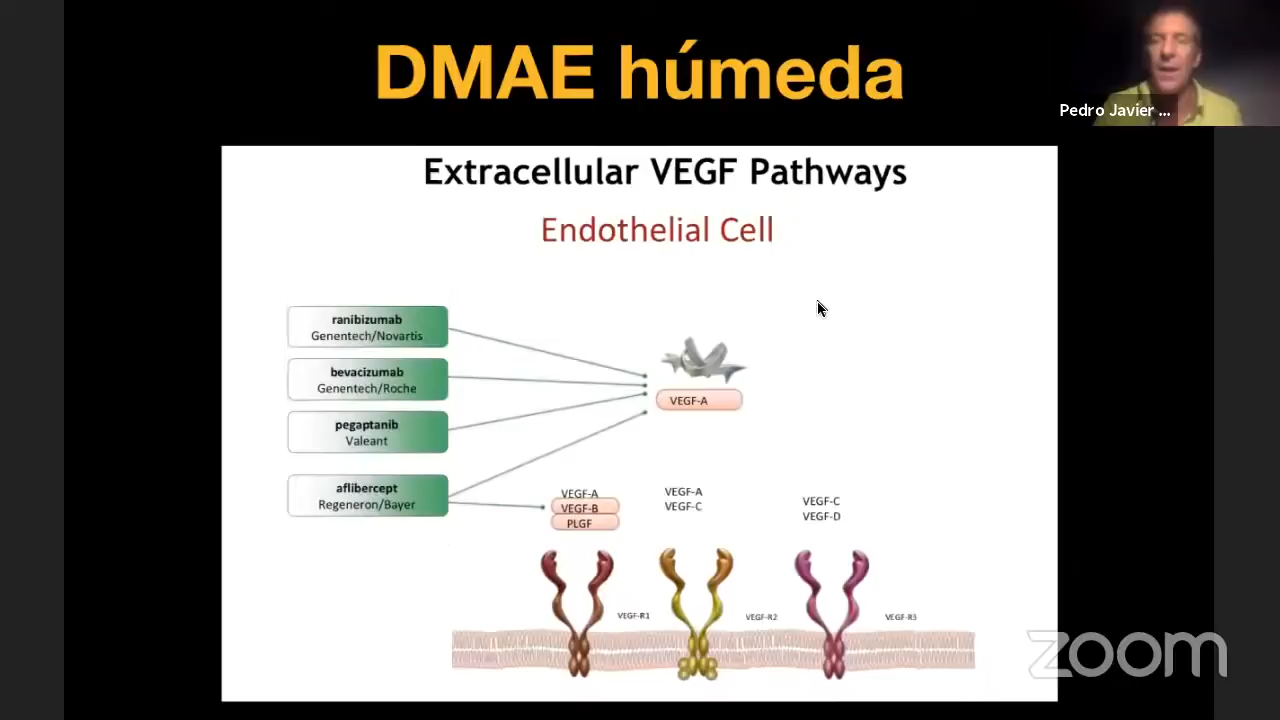 DMAE húmeda
Pedro Javier ...
Extracellular VEGF Pathways
Endothelial Cell
ranibizumab
Genentech/Novartis
bevacizumab
Genentech/Roche
pegaptanib
Valeant
aflibercept
Regeneron/Bayer
VEGF-A
VEGF-A
VEGF-B
PLGF
VEGF-A
VEGF-C
VEGF-C
VEGF-D
VEGF-R1
VEGF-R2
VEGF-R3
zoom